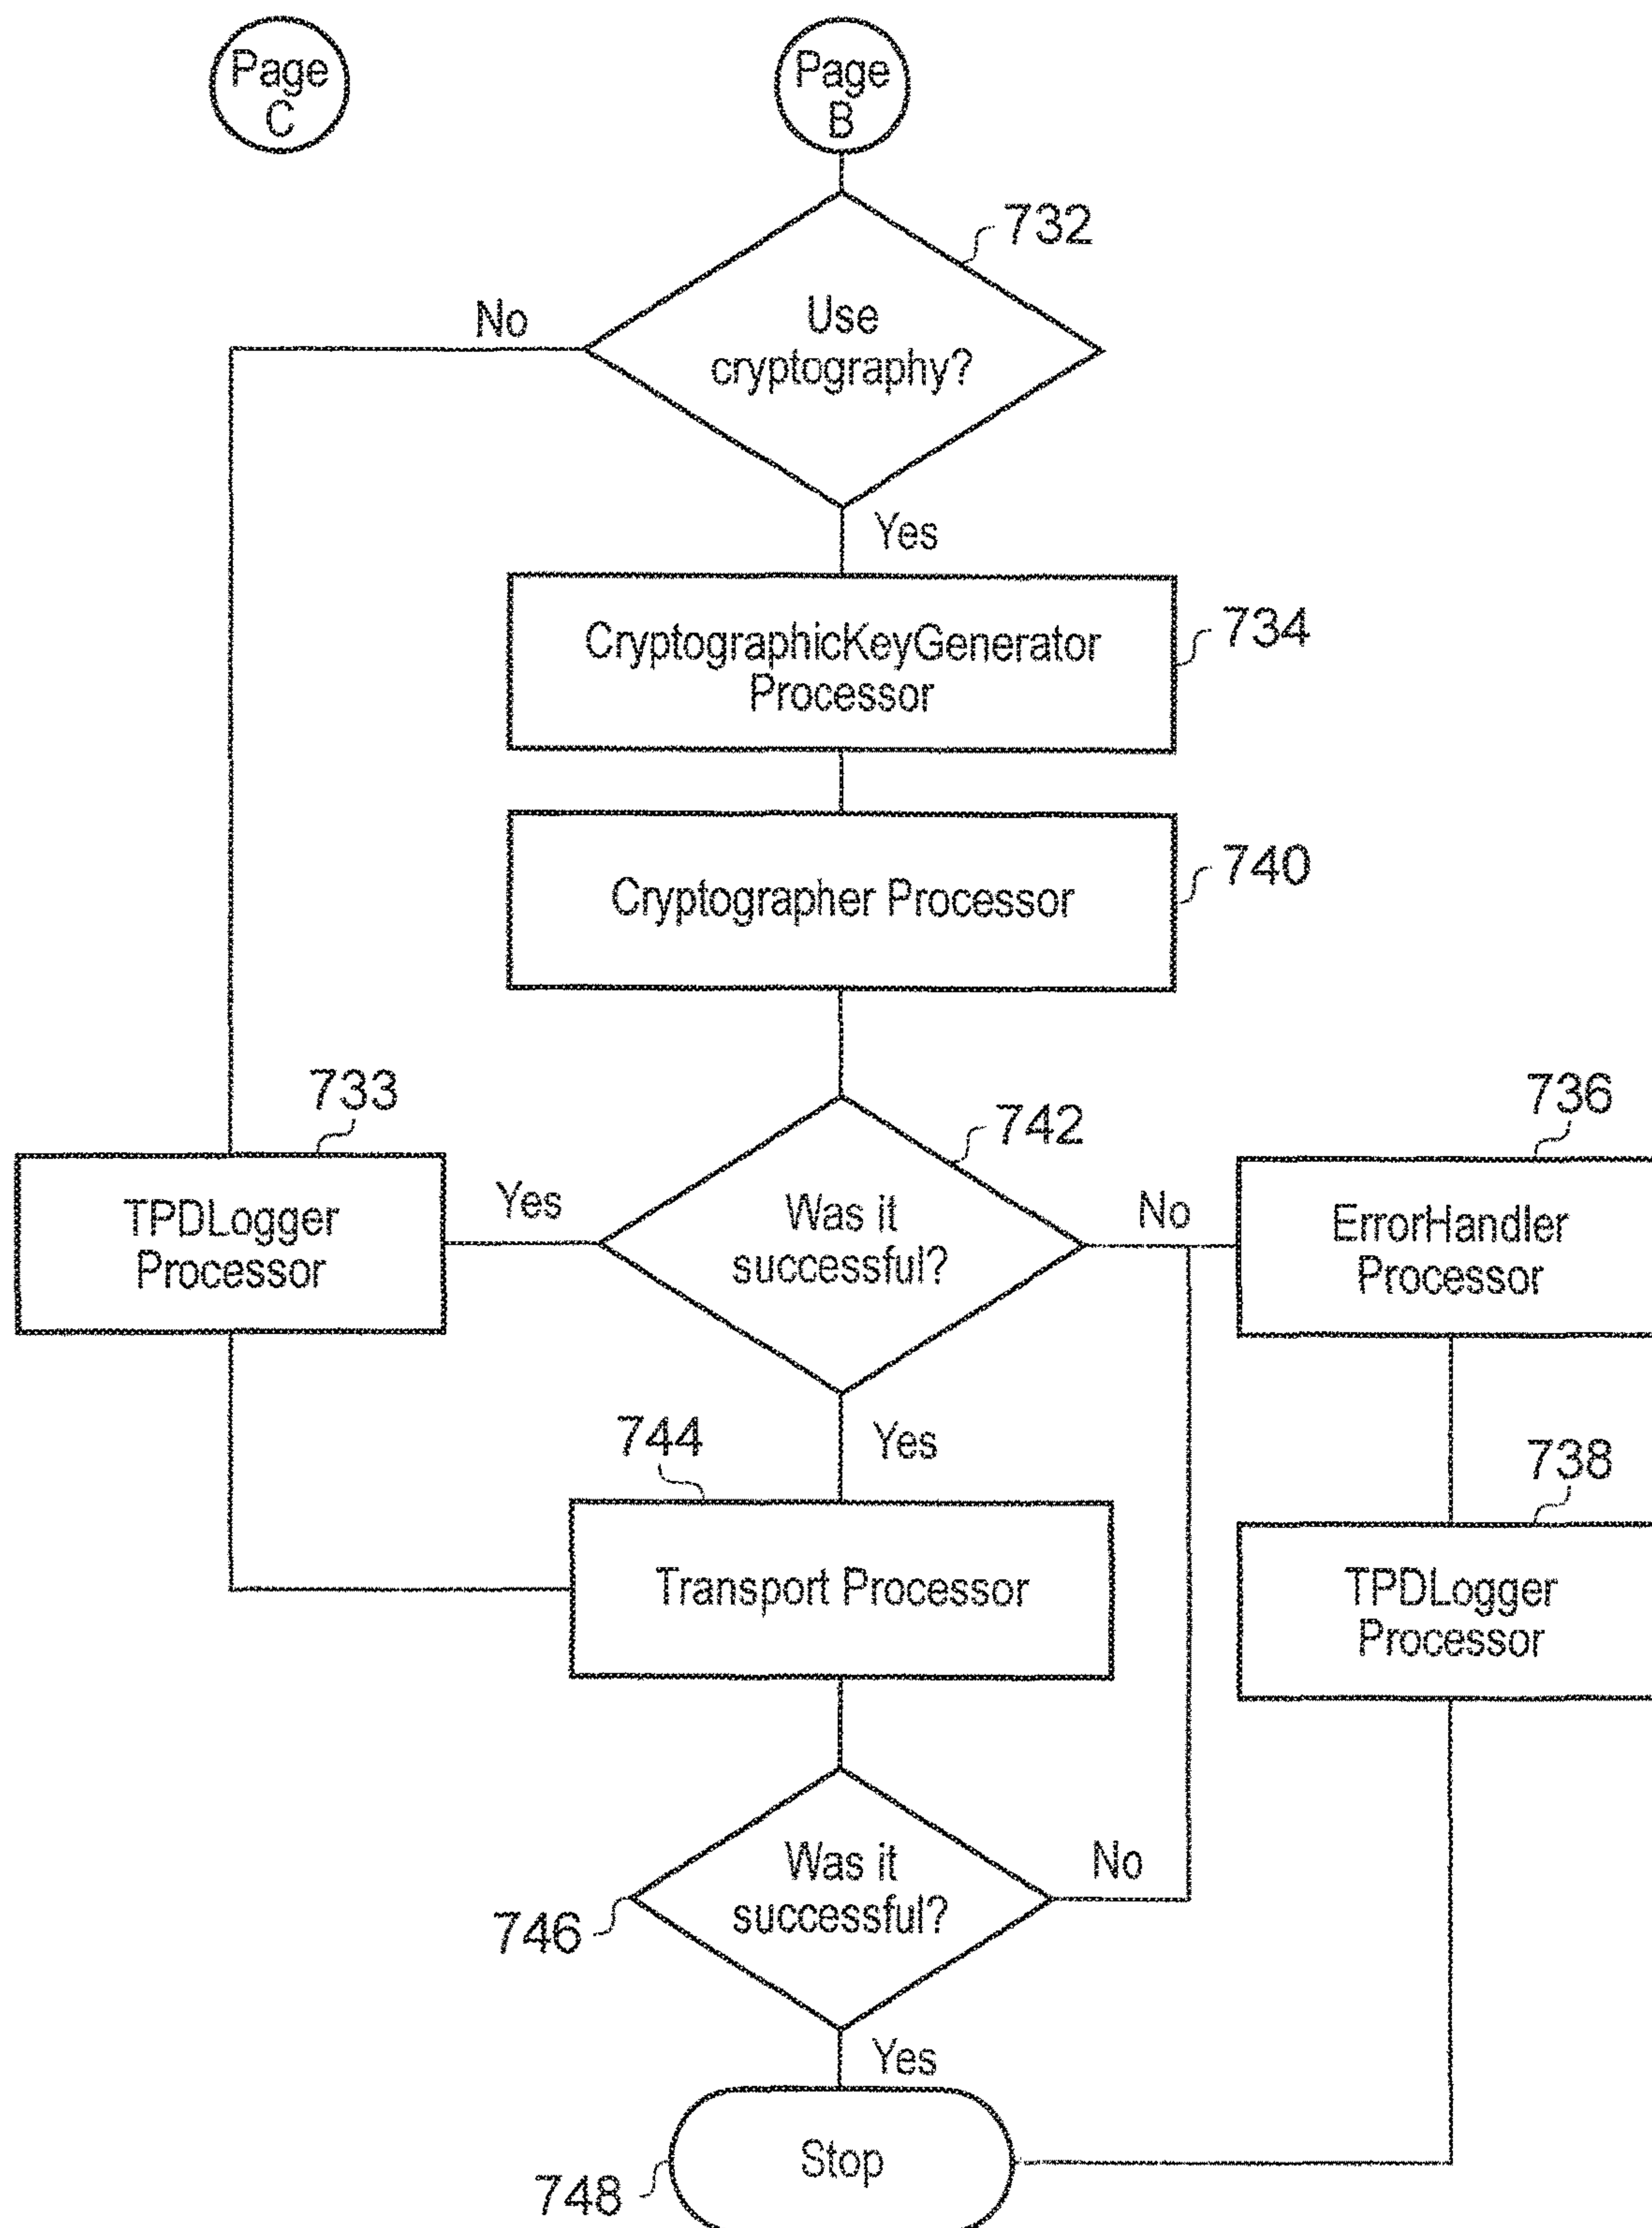 Page
C
Page
B
732
No
Use
cryptography?
Yes
CryptographicKeyGenerator
Processor
734
Cryptographer Processor
740
733
742
736
TPDLogger
Processor
Yes
Was it
successful?
No
ErrorHandler
Processor
744
Yes
738
Transport Processor
TPDLogger
Processor
Was it
successful?
No
746
Yes
Stop
748